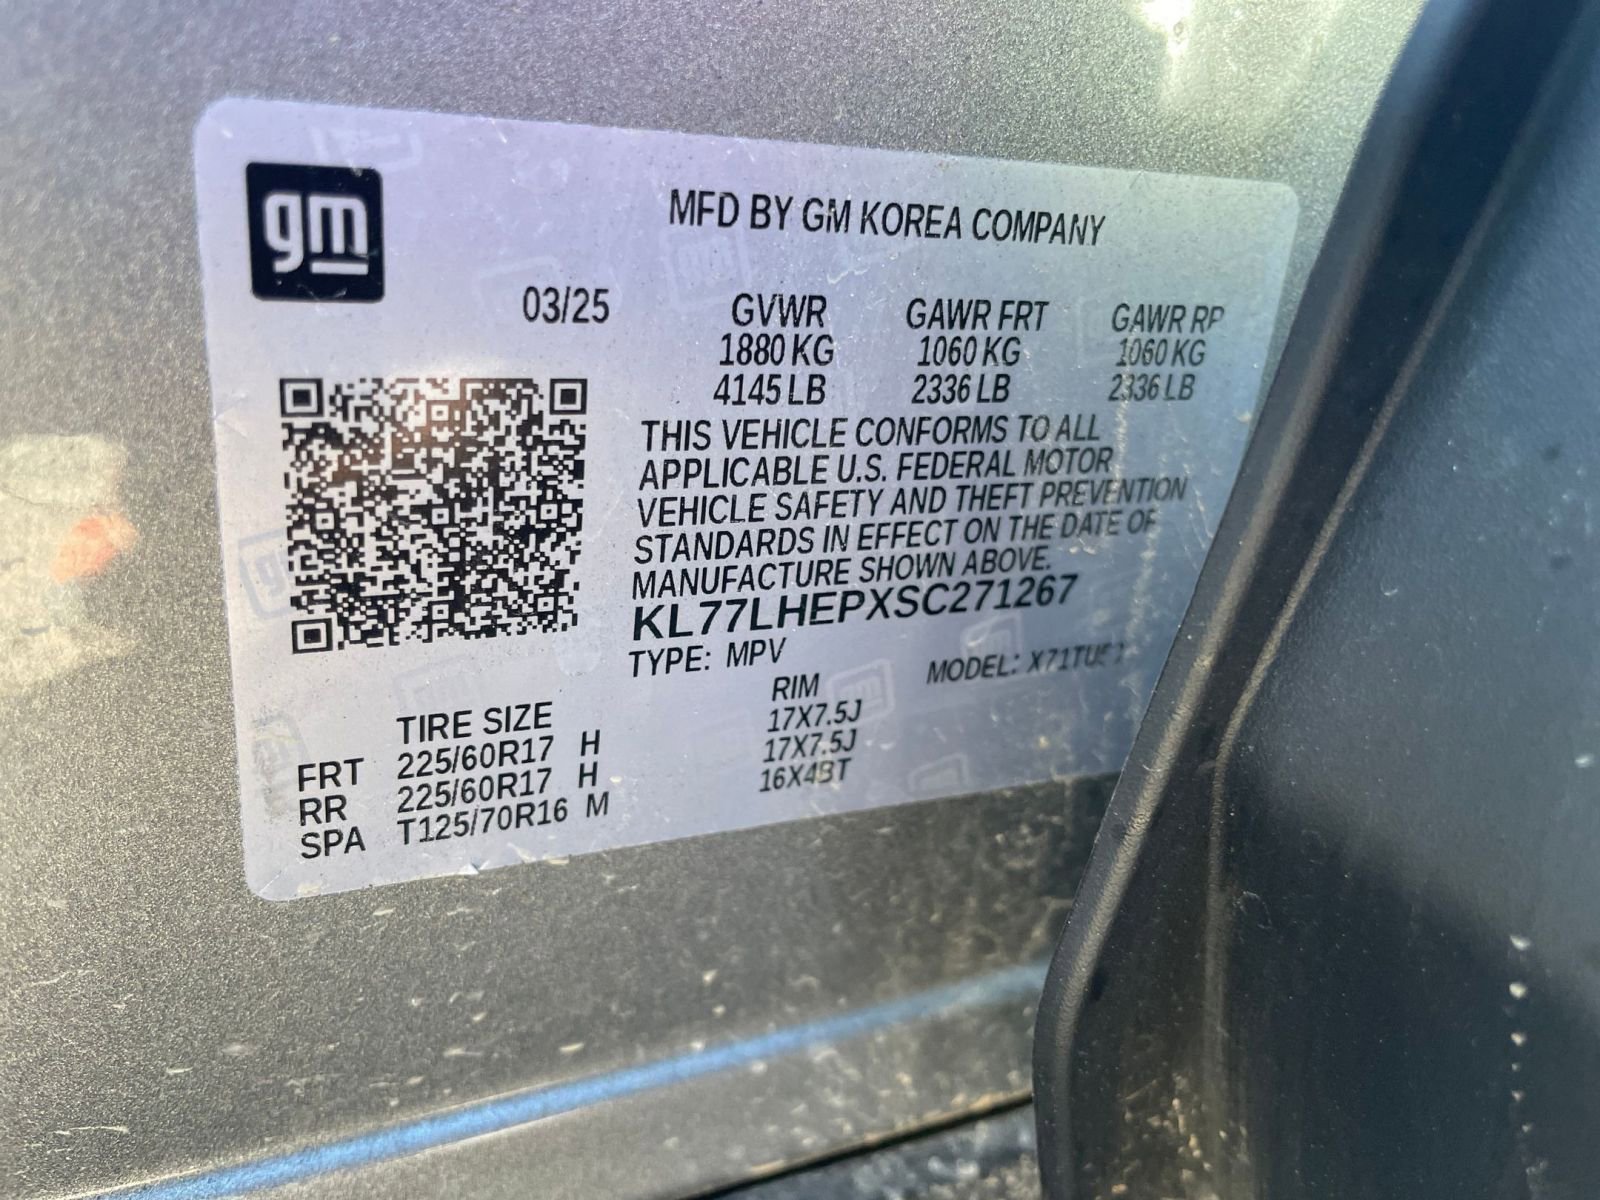 gm
MFD BY GM KOREA COMPANY
03/25
GVWR GAWR FRT GAWR RR
1880 KG 1060 KG 1060 KG
4145 LB 2336 LB 2336 LB
THIS VEHICLE CONFORMS TO ALL
APPLICABLE U.S. FEDERAL MOTOR
VEHICLE SAFETY AND THEFT PREVENTION
STANDARDS IN EFFECT ON THE DATE OF
MANUFACTURE SHOWN ABOVE.
KL77LHEPXSC271267
TYPE: MPV MODEL:
TIRE SIZE RIM
FRT 225/60R17 H 17X7.5J
RR 225/60R17 H 17X7.5J
SPA T125/70R16 M 16X4BT